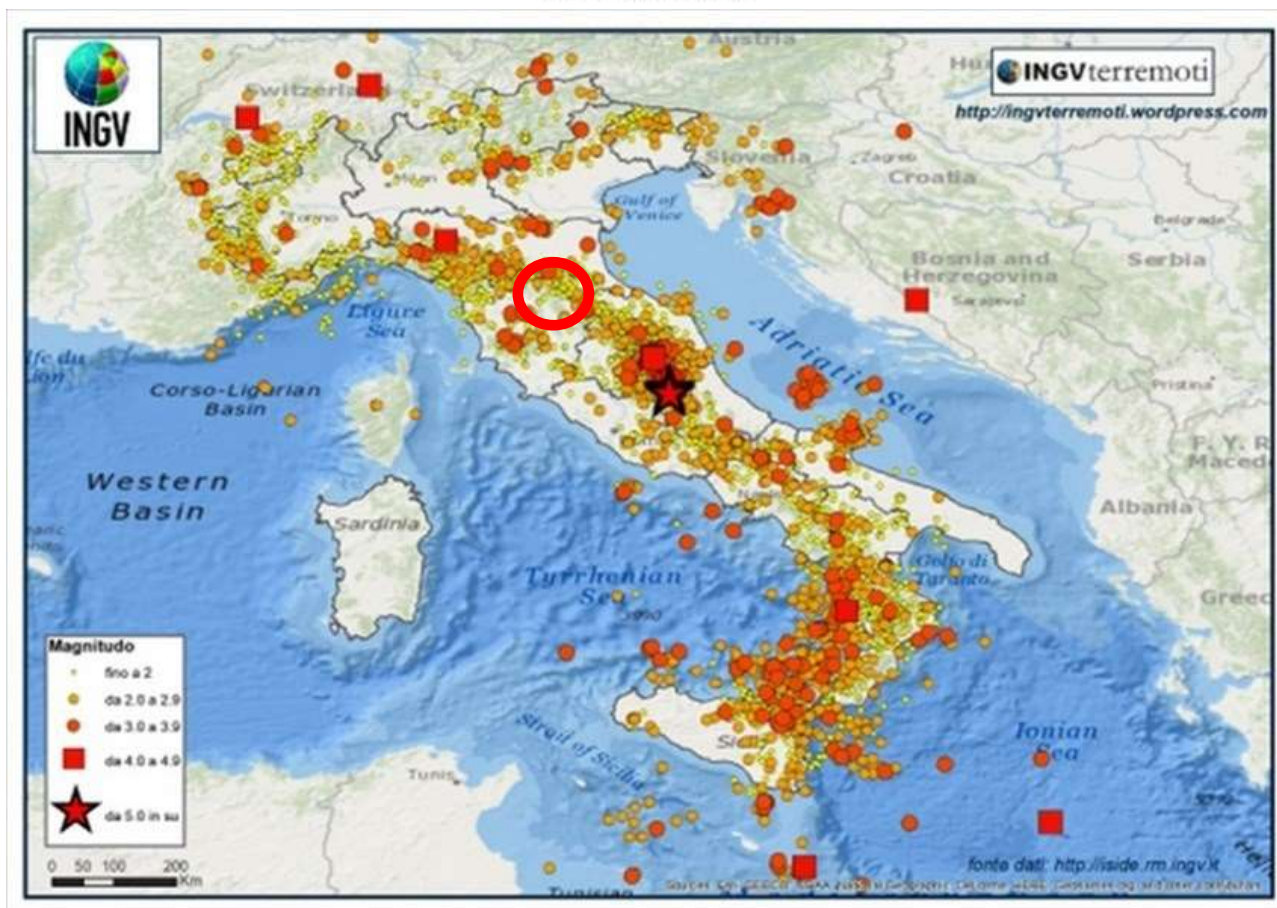 INGV
INGVterremoti
http://ingvterremoti.wordpress.com
Austria
Switzerland
Slovenia
Zagreb
Croatia
Milan
Torino
Gulf of
Venice
Belgrade
Bosnia and
Herzegovina
Serbia
Sarajevo
Ligure
Sea
Adriatic Sea
Corso-Ligurian
Basin
Pristina
F. Y. R
Maced
Western
Basin
Albania
Sardinia
Golfo di
Taranto
Tyrrhenian
Sea
Greec
Magnitudo
fino a 2
da 2.0 a 2.9
da 3.0 a 3.9
da 4.0 a 4.9
da 5.0 in su
Strait of Sicilia
Ionian
Sea
Tunis
0 50 100 200
Km
fonte dati: http://iside.rm.ingv.it
Tunisian